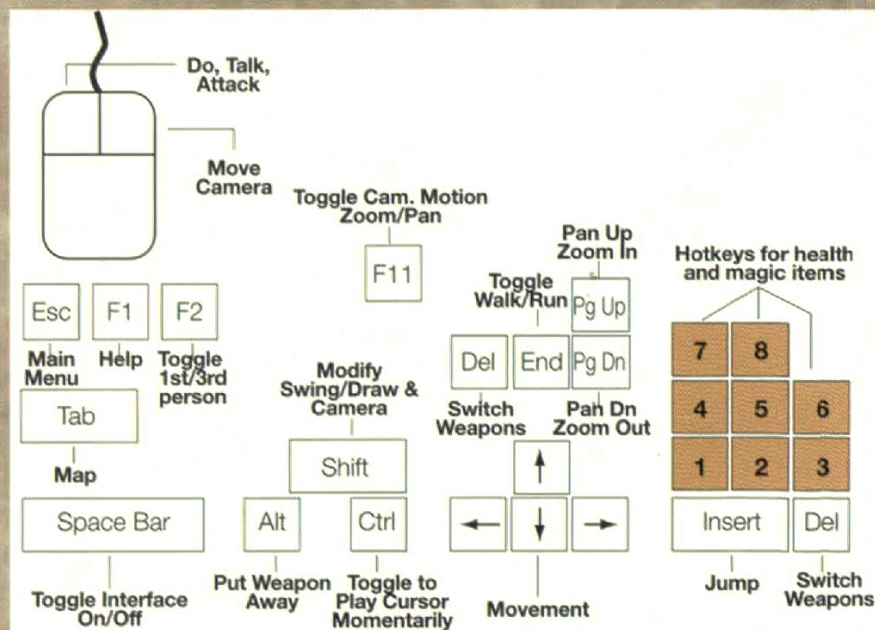 Do, Talk,
Attack
Move
Camera
Toggle Cam. Motion
Zoom/Pan
F11
Pan Up
Zoom In
Toggle
Walk/Run
Pg Up
Hotkeys for health
and magic items
Esc
F1
F2
Main
Menu
Help
Toggle
1st/3rd
person
Del
End
Pg Dn
Switch
Weapons
Pan Dn
Zoom Out
7
8
4
5
6
1
2
3
Tab
Map
Modify
Swing/Draw &
Camera
Shift
Space Bar
Alt
Ctrl
Insert
Del
Toggle Interface
On/Off
Put Weapon
Away
Toggle to
Play Cursor
Momentarily
Movement
Jump
Switch
Weapons